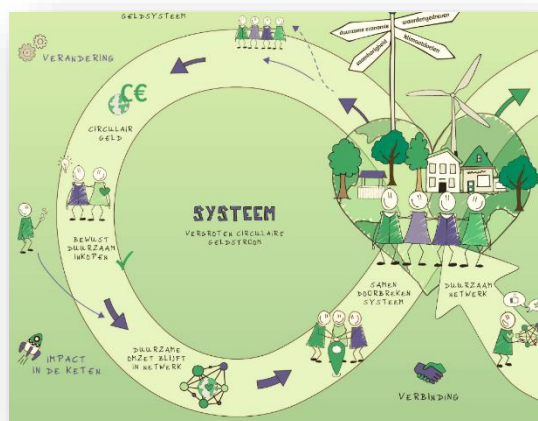 GELDSYSTEEM
VERANDERING
duurzame economie
waardengedreven
klimaatdoelen
CIRCULAIR
GELD
SYSTEEM
VERGROTEN CIRCULAIRE
GELDSTROOM
BEWUST
DUURZAAM
INKOPEN
DUURZAME
OMZET BLIJFT
IN NETWERK
IMPACT
IN DE KETEN
SAMEN
DOORBREKEN
SYSTEEM
DUURZAAM
NETWERK
VERBINDING